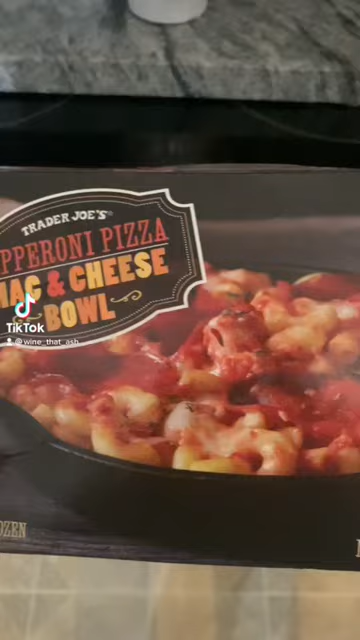 TRADER JOE'S®
PPERONI PIZZA
MAC & CHEESE
BOWL
TikTok
@wine_that_ash
OZEN